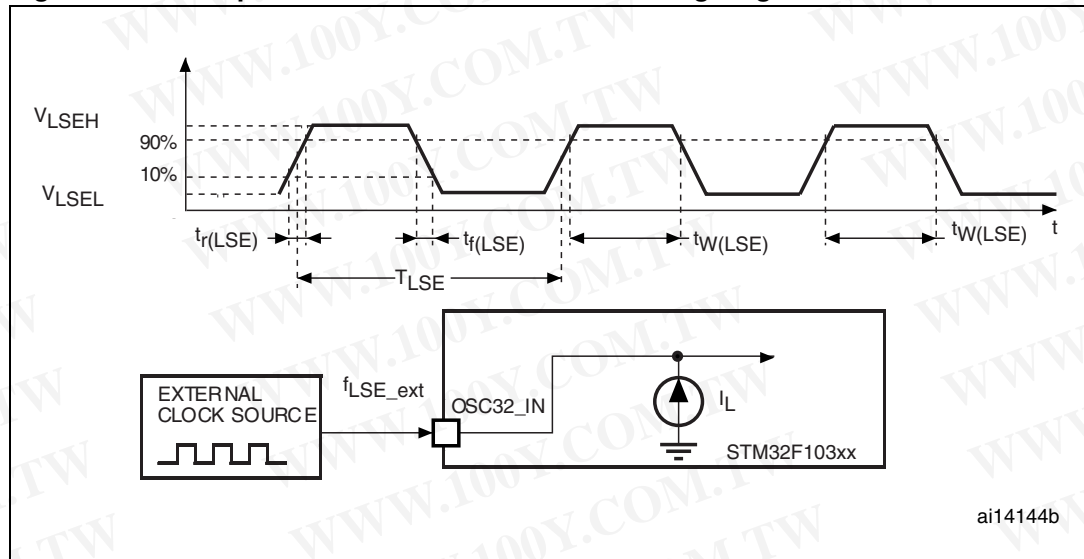 VLSEH
90%
10%
VLSEL
tr(LSE)
tf(LSE)
tW(LSE)
tW(LSE)
t
TLSE
EXTERNAL
CLOCK SOURCE
fLSE_ext
OSC32_IN
IL
STM32F103xx
ai14144b
WWW.100Y.COM.TW